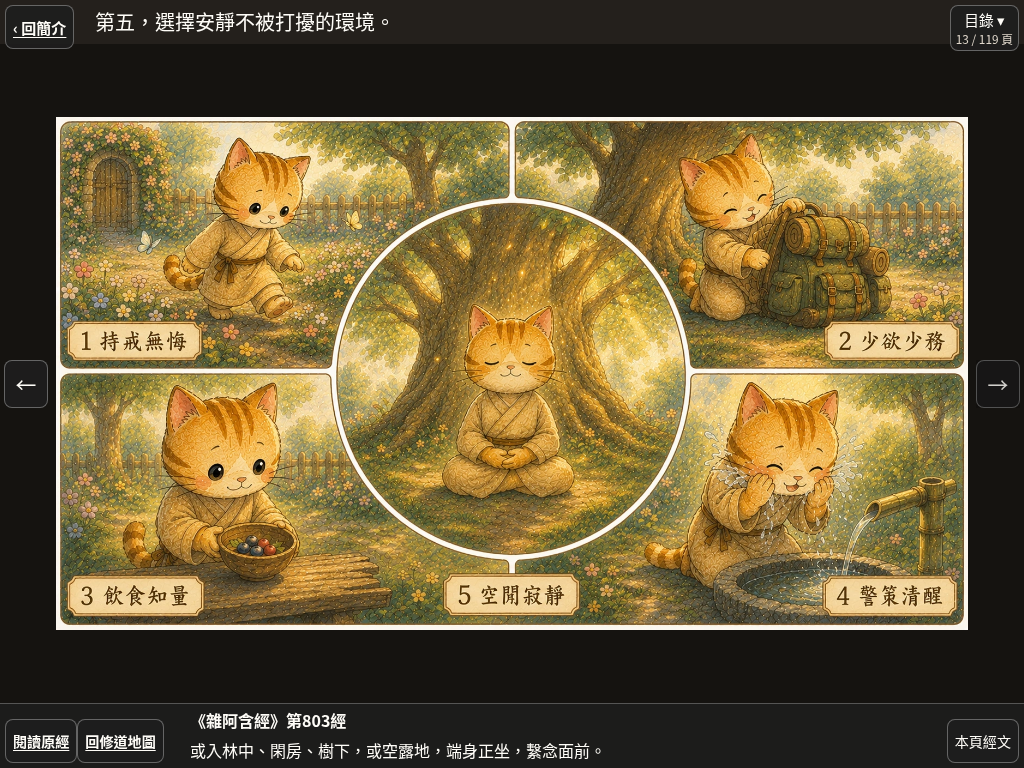 ‹ 回簡介
第五，選擇安靜不被打擾的環境。
目錄 ▾
13 / 119 頁
1 持戒無悔
2 少欲少務
3 飲食知量
5 空閒寂靜
4 警策清醒
←
→
閱讀原經
回修道地圖
《雜阿含經》第803經
或入林中、閑房、樹下，或空露地，端身正坐，繫念面前。
本頁經文